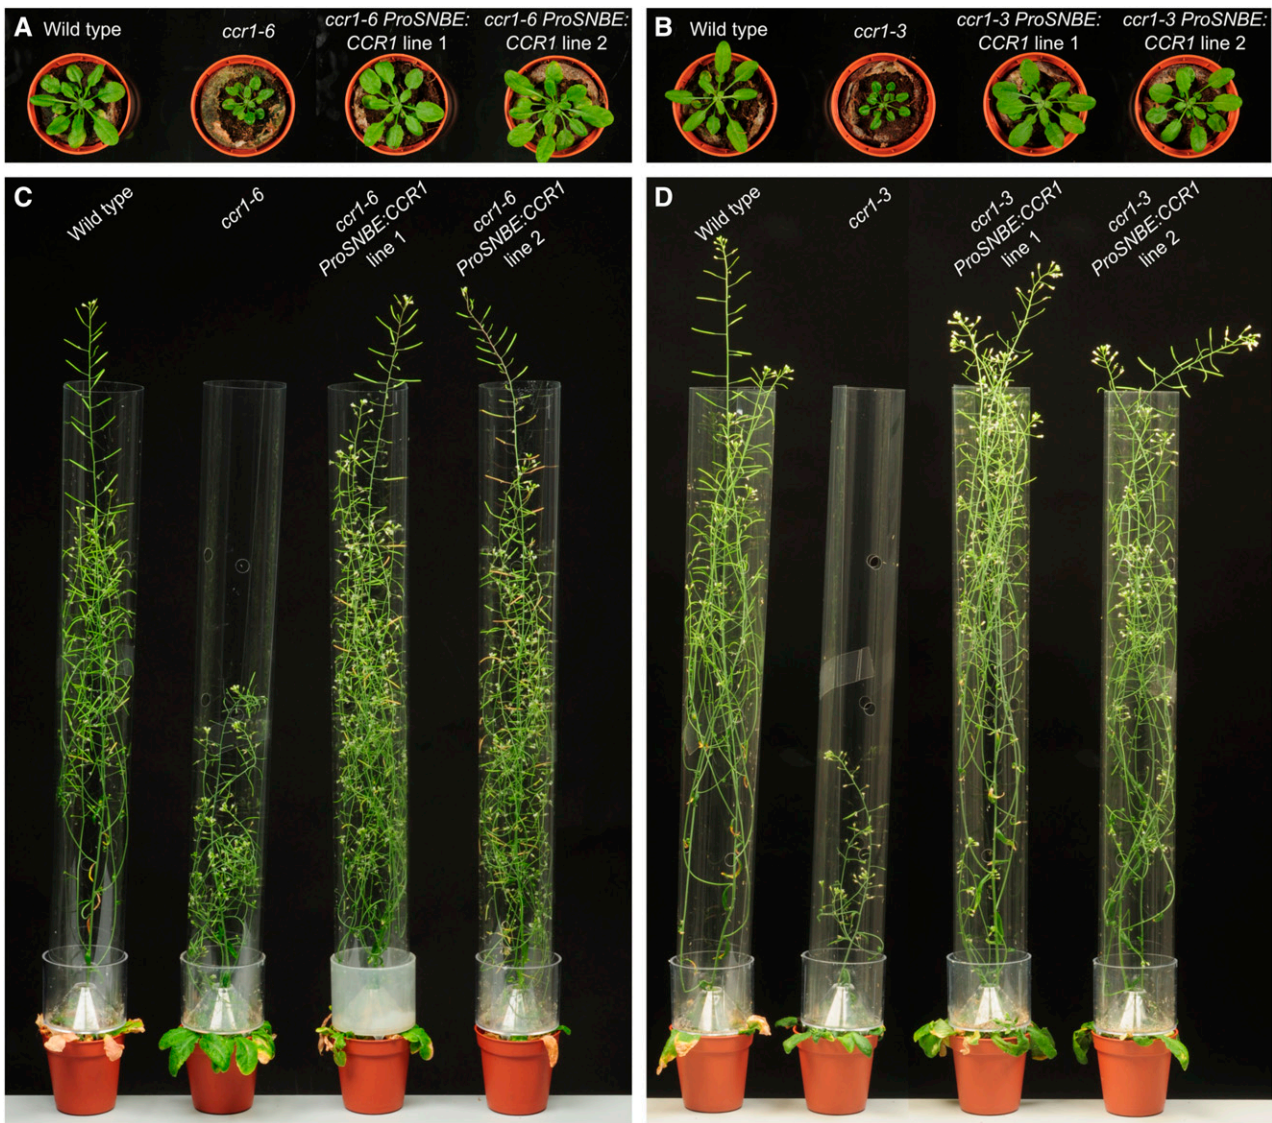 A
Wild type
ccr1-6
ccr1-6 ProSNBE:
CCR1 line 1
ccr1-6 ProSNBE:
CCR1 line 2
B
Wild type
ccr1-3
ccr1-3 ProSNBE:
CCR1 line 1
ccr1-3 ProSNBE:
CCR1 line 2
C
Wild type
ccr1-6
ccr1-6
ProSNBE:CCR1
line 1
ccr1-6
ProSNBE:CCR1
line 2
D
Wild type
ccr1-3
ccr1-3
ProSNBE:CCR1
line 1
ccr1-3
ProSNBE:CCR1
line 2